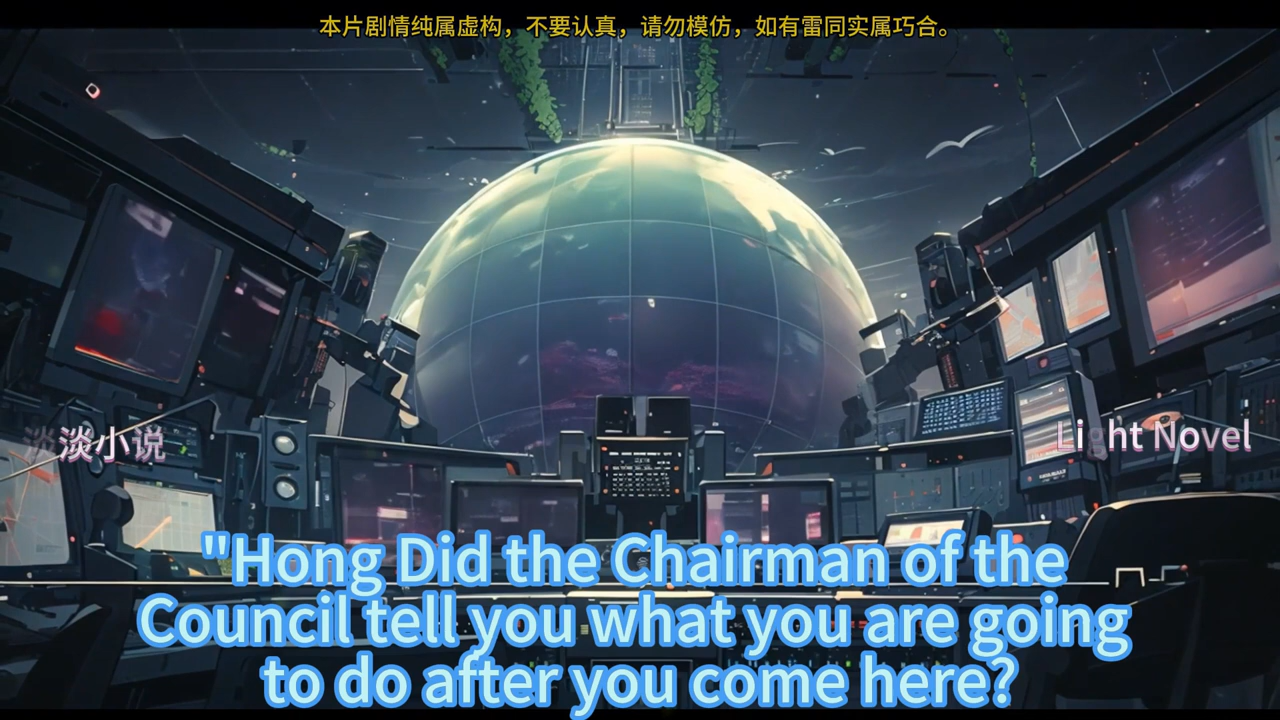 本片剧情纯属虚构，不要认真，请勿模仿，如有雷同实属巧合。
淡淡小说
Light Novel
"Hong Did the Chairman of the
Council tell you what you are going
to do after you come here?